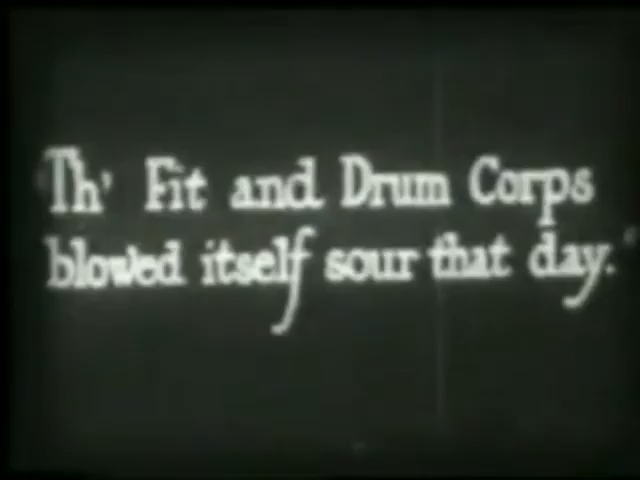 Th' Fit and Drum Corps
blowed itself sour that day."